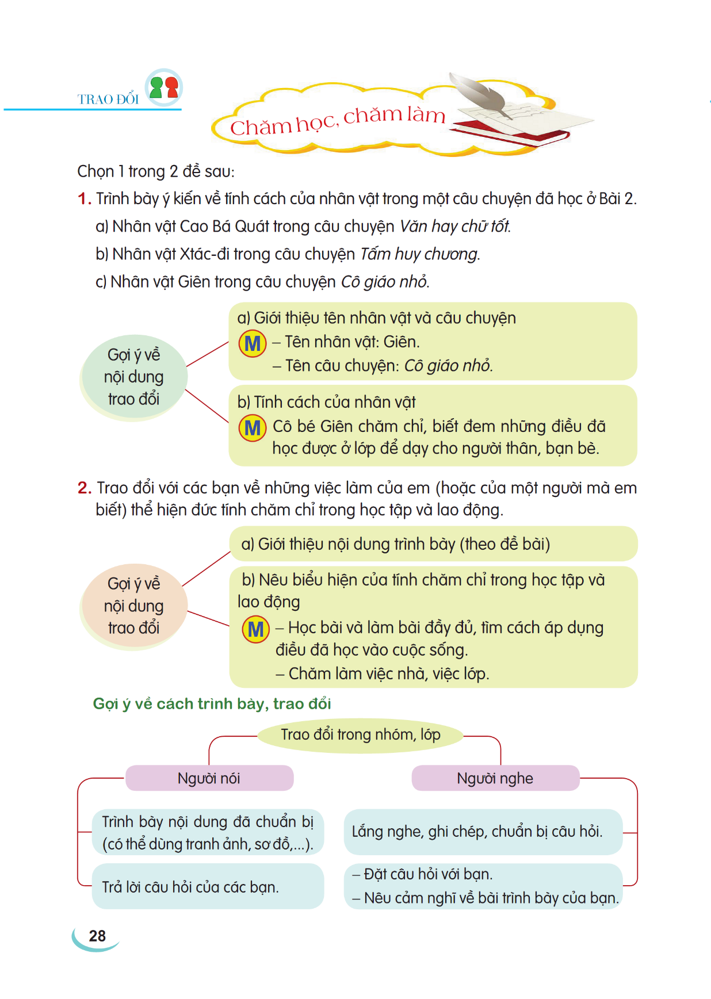 TRAO ĐỔI
Chăm học, chăm làm
Chọn 1 trong 2 đề sau:
1. Trình bày ý kiến về tính cách của nhân vật trong một câu chuyện đã học ở Bài 2.
a) Nhân vật Cao Bá Quát trong câu chuyện Văn hay chữ tốt.
b) Nhân vật Xtác-đi trong câu chuyện Tấm huy chương.
c) Nhân vật Giên trong câu chuyện Cô giáo nhỏ.
Gợi ý về
nội dung
trao đổi
a) Giới thiệu tên nhân vật và câu chuyện
M – Tên nhân vật: Giên.
– Tên câu chuyện: Cô giáo nhỏ.
b) Tính cách của nhân vật
M Cô bé Giên chăm chỉ, biết đem những điều đã
học được ở lớp để dạy cho người thân, bạn bè.
2. Trao đổi với các bạn về những việc làm của em (hoặc của một người mà em
biết) thể hiện đức tính chăm chỉ trong học tập và lao động.
Gợi ý về
nội dung
trao đổi
a) Giới thiệu nội dung trình bày (theo đề bài)
b) Nêu biểu hiện của tính chăm chỉ trong học tập và
lao động
M – Học bài và làm bài đầy đủ, tìm cách áp dụng
điều đã học vào cuộc sống.
– Chăm làm việc nhà, việc lớp.
Gợi ý về cách trình bày, trao đổi
Trao đổi trong nhóm, lớp
Người nói
Trình bày nội dung đã chuẩn bị
(có thể dùng tranh ảnh, sơ đồ,...).
Trả lời câu hỏi của các bạn.
Người nghe
Lắng nghe, ghi chép, chuẩn bị câu hỏi.
– Đặt câu hỏi với bạn.
– Nêu cảm nghĩ về bài trình bày của bạn.
28